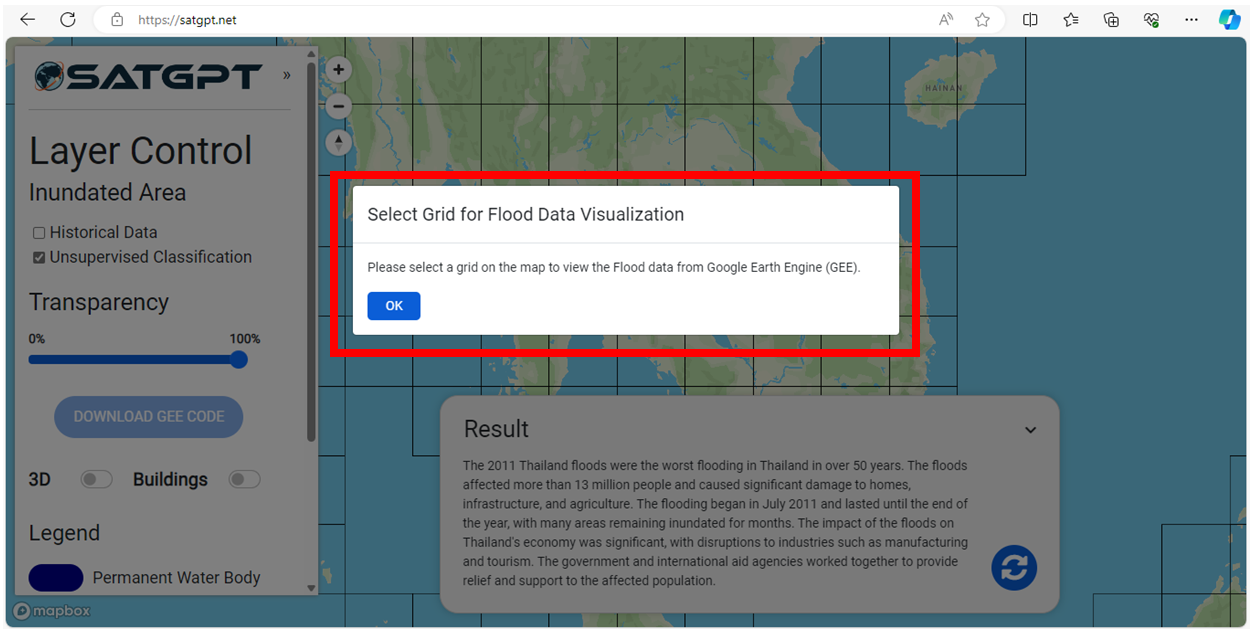 https://satgpt.net
SATGPT
»
Layer Control
Inundated Area
Historical Data
Unsupervised Classification
Transparency
0% 100%
DOWNLOAD GEE CODE
3D Buildings
Legend
Permanent Water Body
mapbox
HAINAN
Select Grid for Flood Data Visualization
Please select a grid on the map to view the Flood data from Google Earth Engine (GEE).
OK
Result
The 2011 Thailand floods were the worst flooding in Thailand in over 50 years. The floods
affected more than 13 million people and caused significant damage to homes,
infrastructure, and agriculture. The flooding began in July 2011 and lasted until the end of
the year, with many areas remaining inundated for months. The impact of the floods on
Thailand's economy was significant, with disruptions to industries such as manufacturing
and tourism. The government and international aid agencies worked together to provide
relief and support to the affected population.